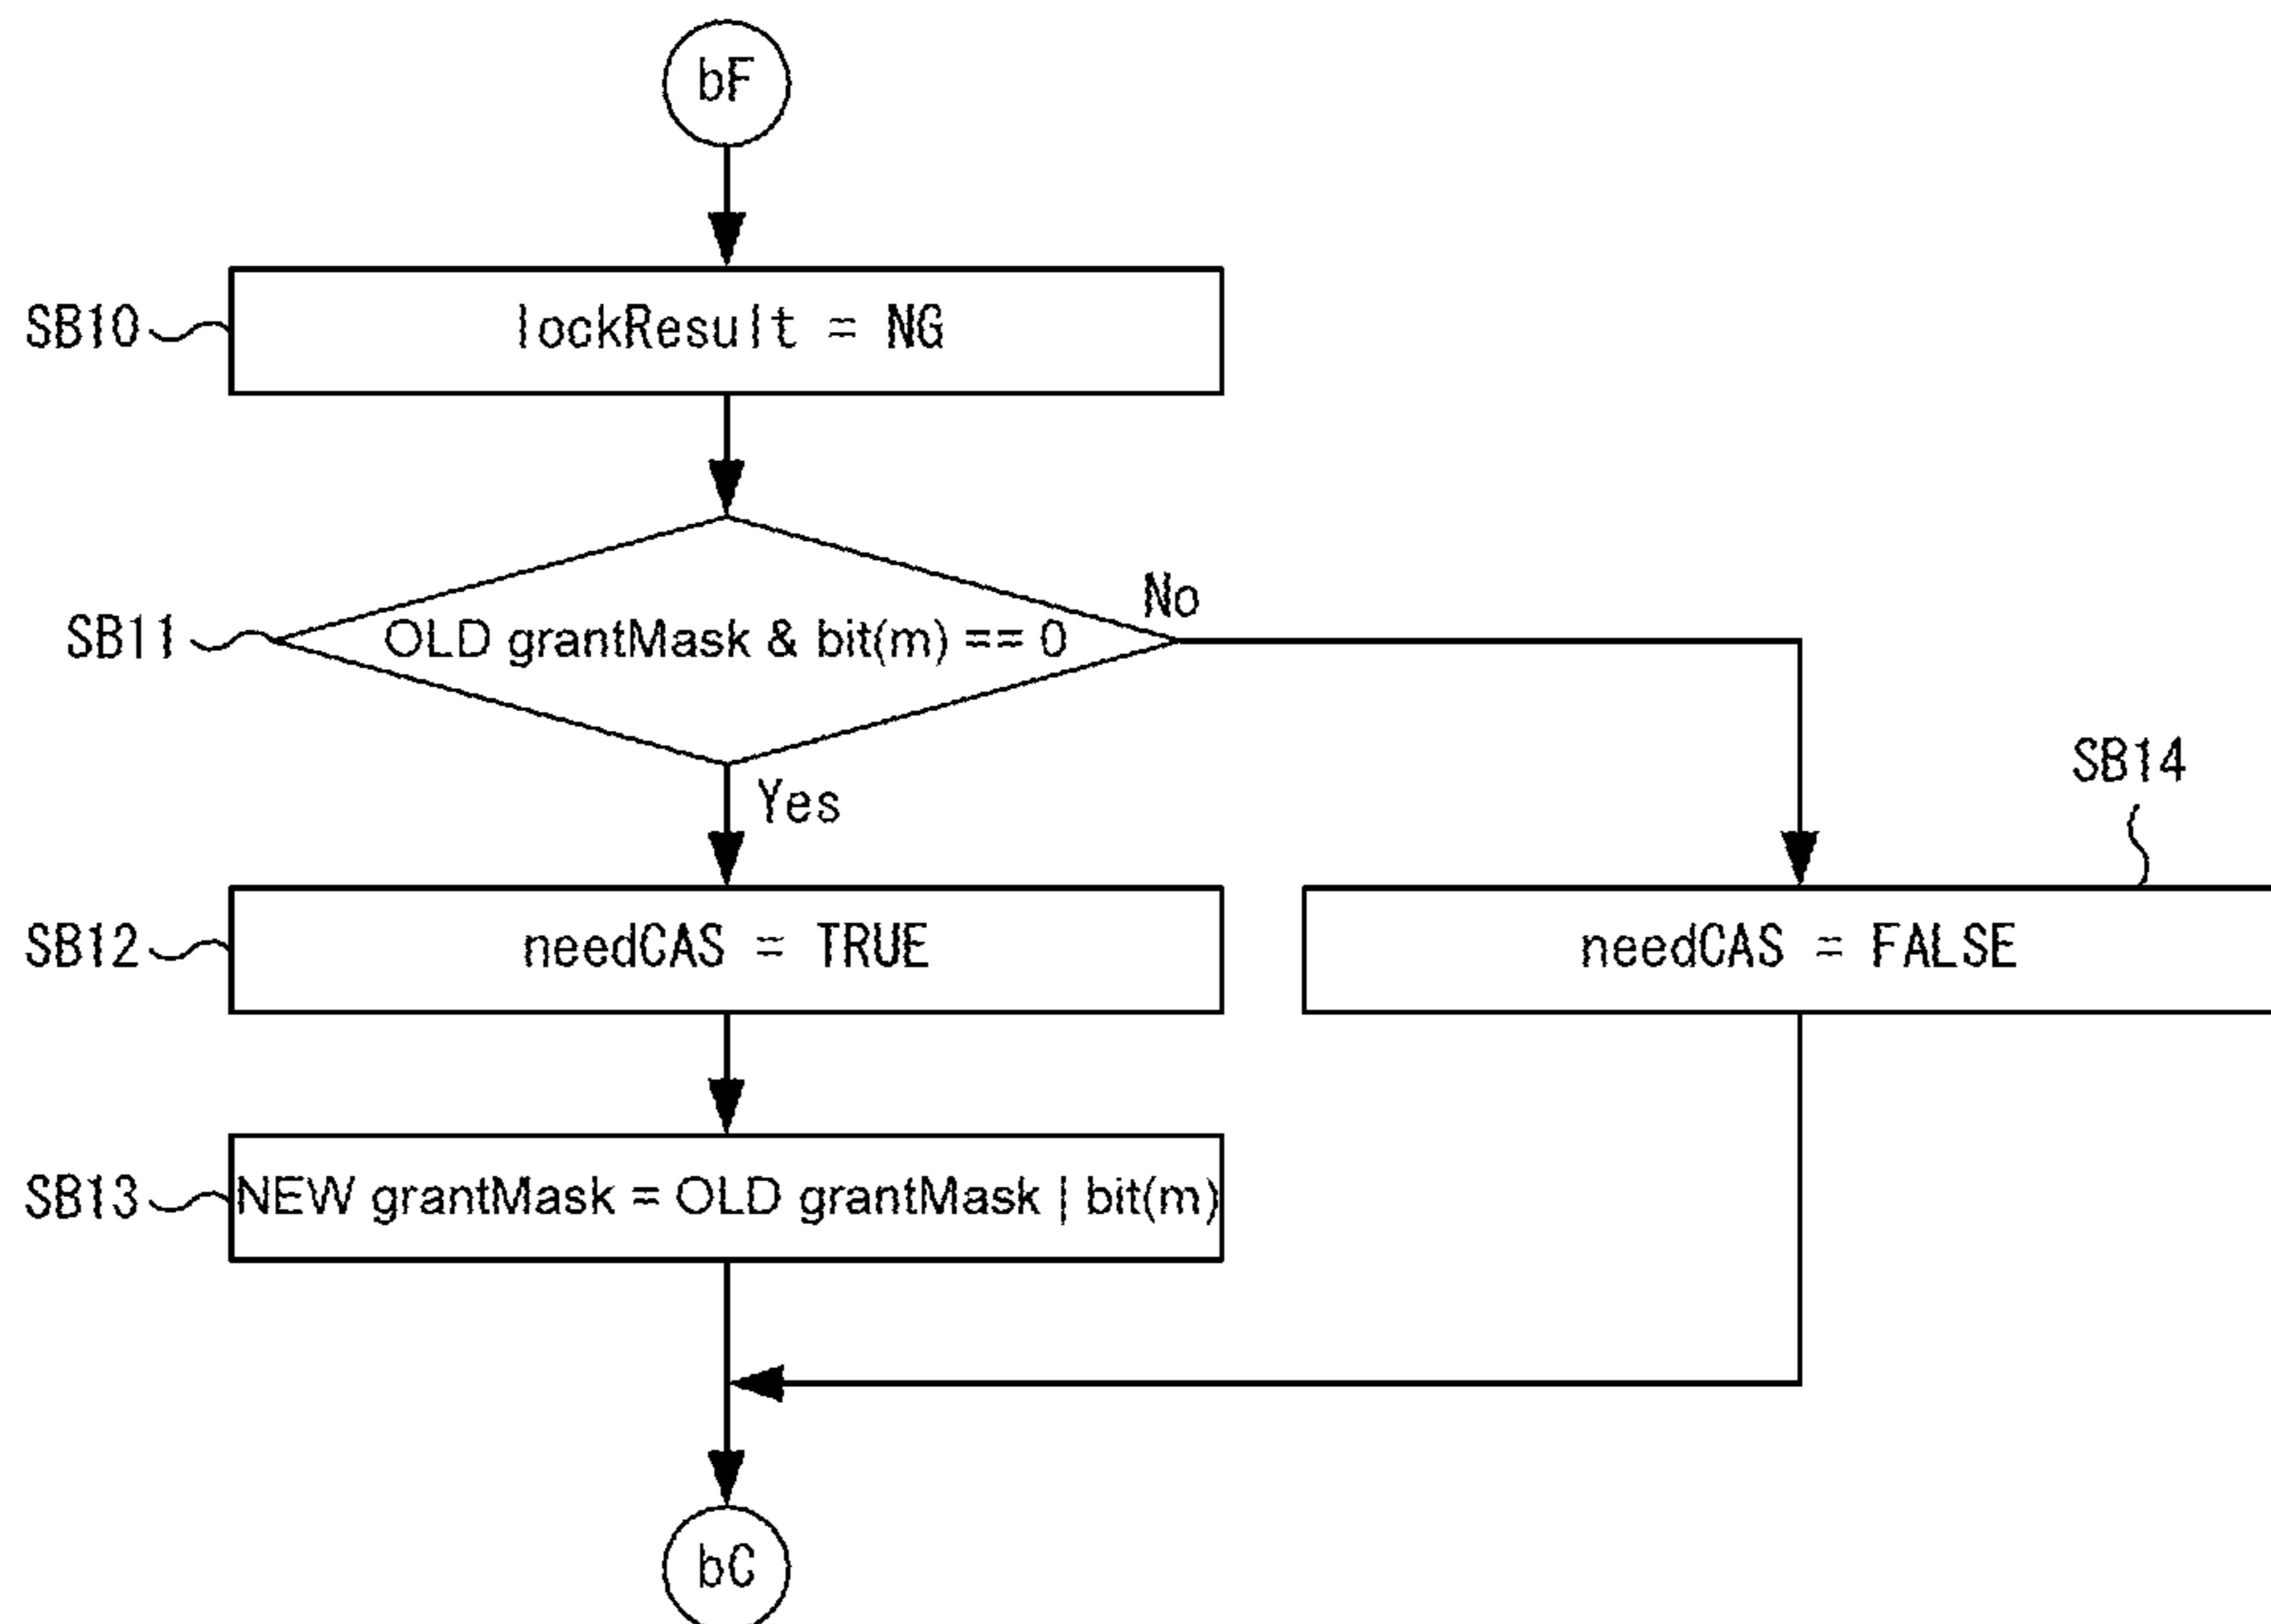 bF
SB10
lockResult = NG
SB11
OLD grantMask & bit(m) == 0
No
Yes
SB14
SB12
needCAS = TRUE
needCAS = FALSE
SB13
NEW grantMask = OLD grantMask | bit(m)
bC